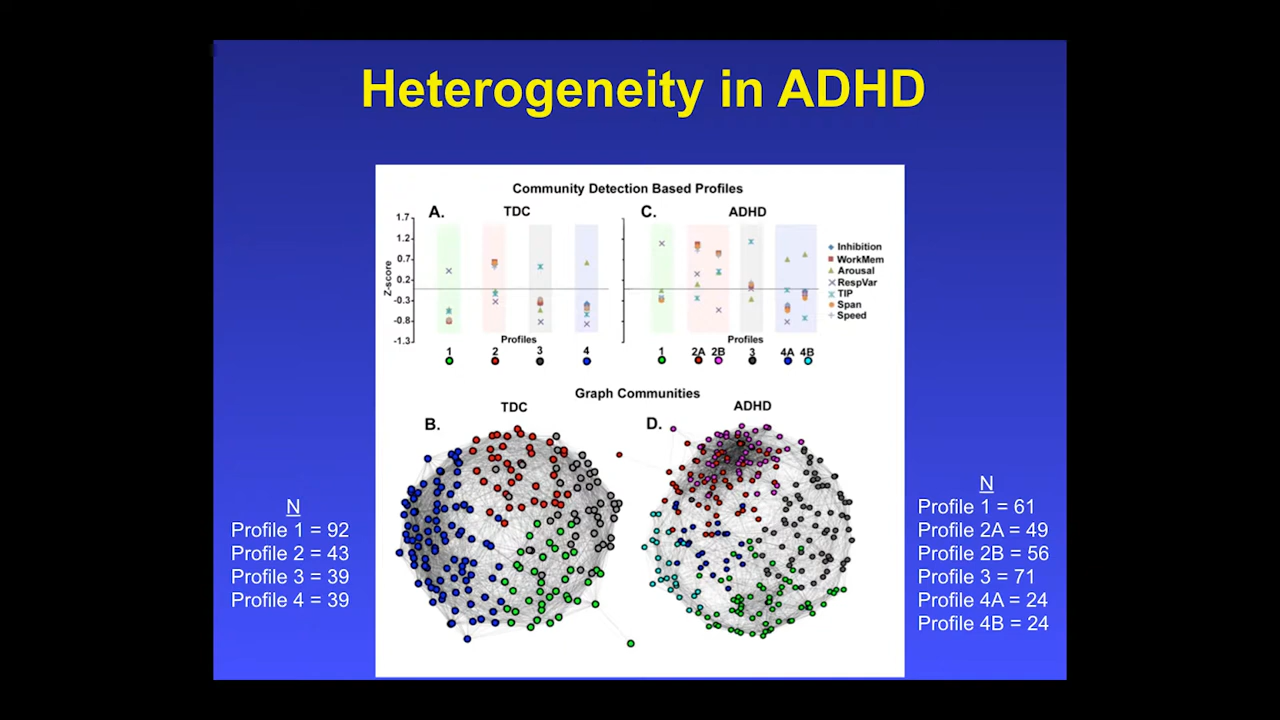 Heterogeneity in ADHD
Community Detection Based Profiles
A.
TDC
1.7
1.2
0.7
0.2
-0.3
-0.8
-1.3
Z-score
Profiles
1 2 3 4
C.
ADHD
Profiles
1 2A 2B 3 4A 4B
Inhibition
WorkMem
Arousal
RespVar
TIP
Span
Speed
Graph Communities
B.
TDC
D.
ADHD
N
Profile 1 = 92
Profile 2 = 43
Profile 3 = 39
Profile 4 = 39
N
Profile 1 = 61
Profile 2A = 49
Profile 2B = 56
Profile 3 = 71
Profile 4A = 24
Profile 4B = 24